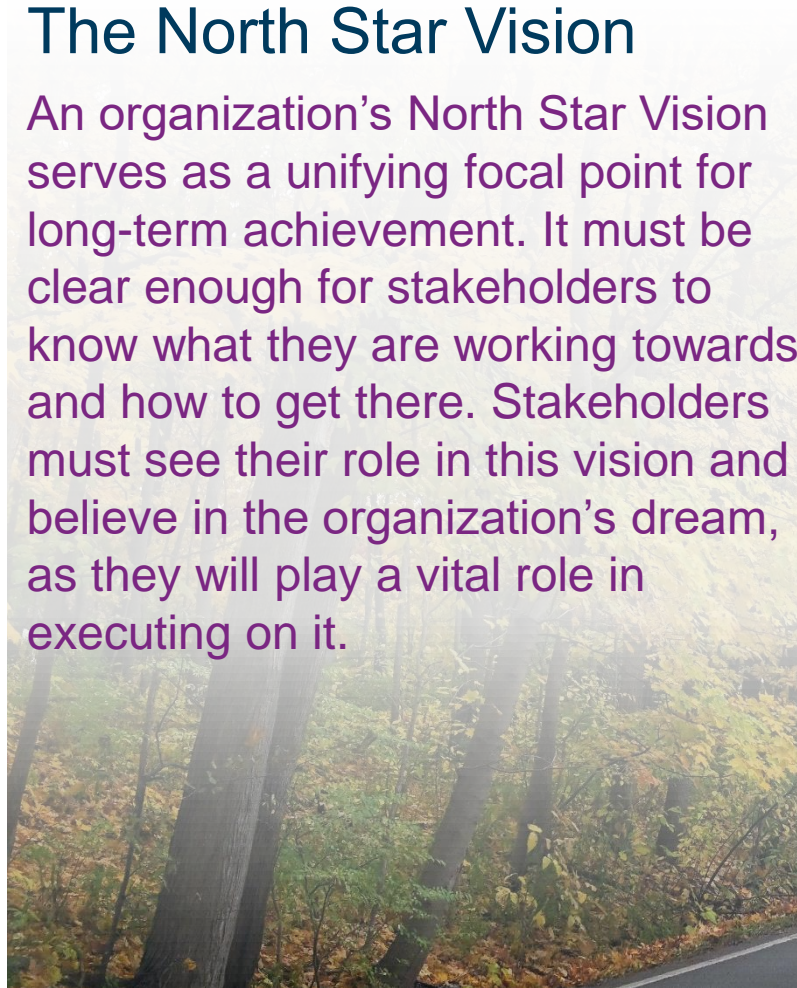 The North Star Vision
An organization’s North Star Vision
serves as a unifying focal point for
long-term achievement. It must be
clear enough for stakeholders to
know what they are working towards
and how to get there. Stakeholders
must see their role in this vision and
believe in the organization’s dream,
as they will play a vital role in
executing on it.